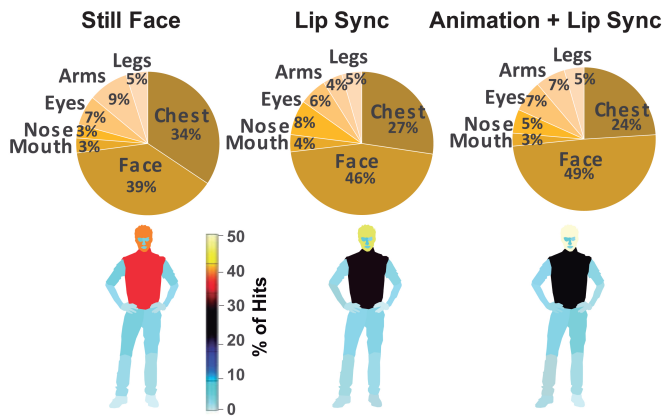 Still Face
Lip Sync
Animation + Lip Sync
Legs
5%
Arms
9%
Eyes
7%
Nose
3%
Mouth
3%
Chest
34%
Face
39%
Legs
5%
Arms
4%
Eyes
6%
Nose
8%
Mouth
4%
Chest
27%
Face
46%
Legs
5%
Arms
7%
Eyes
7%
Nose
5%
Mouth
3%
Chest
24%
Face
49%
50
40
30
20
10
0
% of Hits